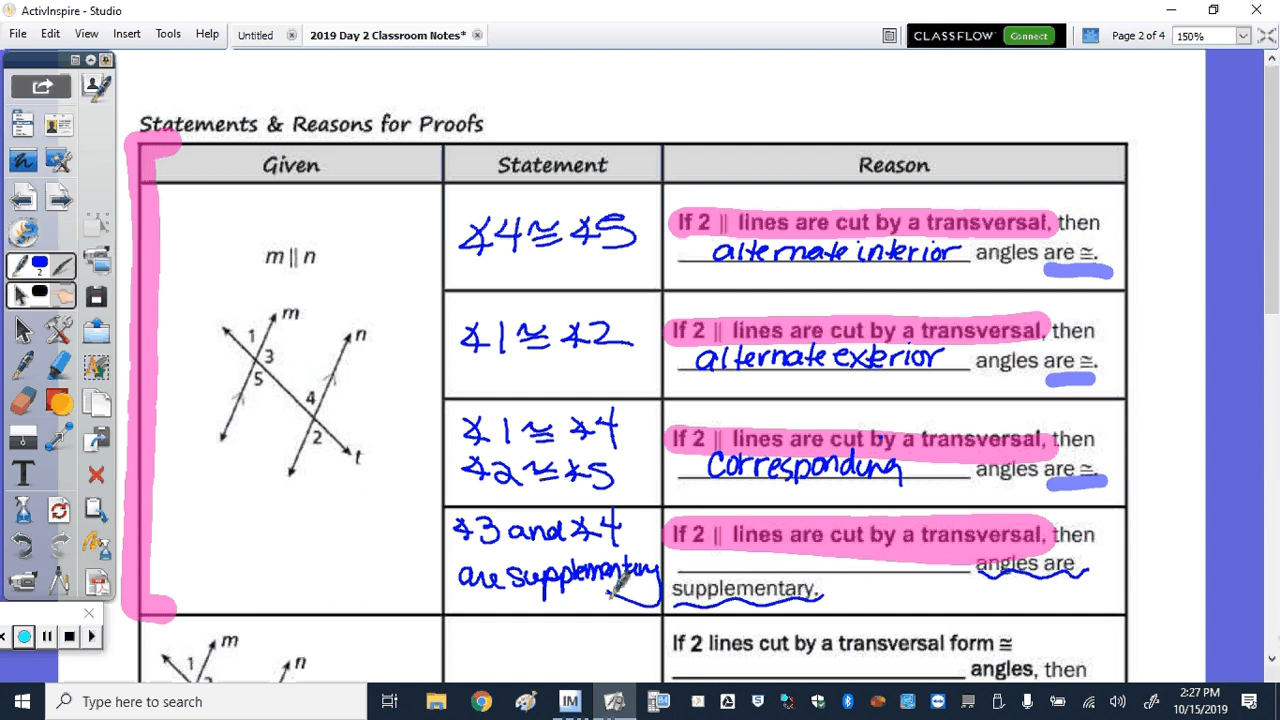 ActivInspire - Studio
File Edit View Insert Tools Help
Untitled
2019 Day 2 Classroom Notes*
CLASSFLOW Connect
Page 2 of 4
150%
Statements & Reasons for Proofs
Given Statement Reason
m || n
1 m
3
5
n
4
2
t
∡4 ≅ ∡5
If 2 || lines are cut by a transversal, then
alternate interior angles are ≅.
∡1 ≅ ∡2
If 2 || lines are cut by a transversal, then
alternate exterior angles are ≅.
∡1 ≅ ∡4
∡2 ≅ ∡5
If 2 || lines are cut by a transversal, then
Corresponding angles are ≅.
∡3 and ∡4
are supplementary
If 2 || lines are cut by a transversal, then
angles are
supplementary.
m
1
n
If 2 lines cut by a transversal form ≅
angles, then
2
T
Type here to search
IM
2:27 PM
10/15/2019